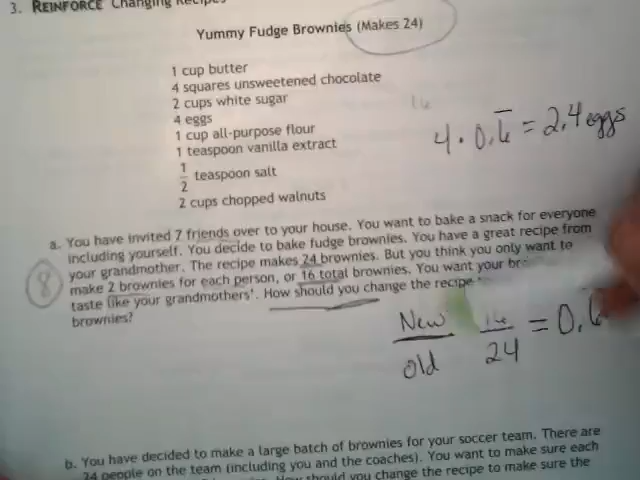 3. REINFORCE Changing Recipes
Yummy Fudge Brownies (Makes 24)
1 cup butter
4 squares unsweetened chocolate
2 cups white sugar
4 eggs
1 cup all-purpose flour
1 teaspoon vanilla extract
1/2 teaspoon salt
2 cups chopped walnuts
16
4 · 0.6̅ = 2.4 eggs
a. You have invited 7 friends over to your house. You want to bake a snack for everyone
including yourself. You decide to bake fudge brownies. You have a great recipe from
your grandmother. The recipe makes 24 brownies. But you think you only want to
make 2 brownies for each person, or 16 total brownies. You want your
taste like your grandmothers'. How should you change the recipe
brownies?
8
New 16 = 0.6̅
old 24
b. You have decided to make a large batch of brownies for your soccer team. There are
24 people on the team (including you and the coaches). You want to make sure each
How should you change the recipe to make sure the